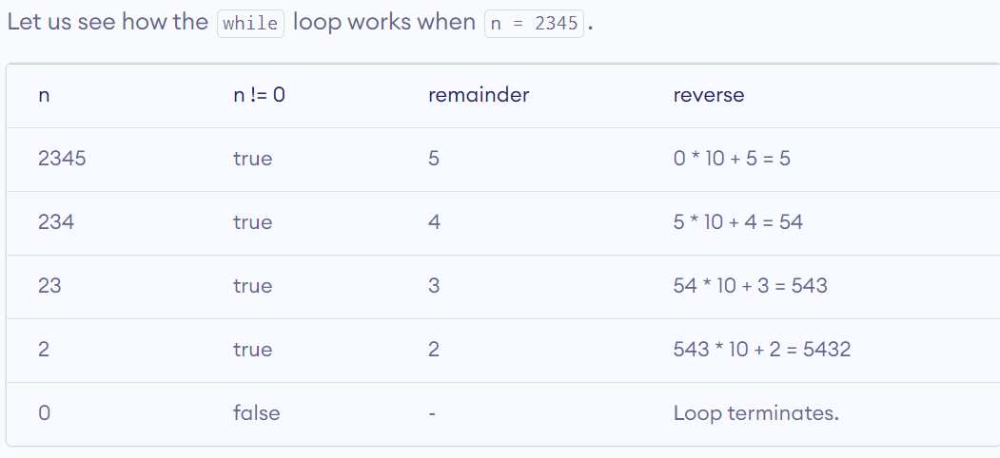 Let us see how the while loop works when n = 2345 .
n n != 0 remainder reverse
2345 true 5 0 * 10 + 5 = 5
234 true 4 5 * 10 + 4 = 54
23 true 3 54 * 10 + 3 = 543
2 true 2 543 * 10 + 2 = 5432
0 false - Loop terminates.